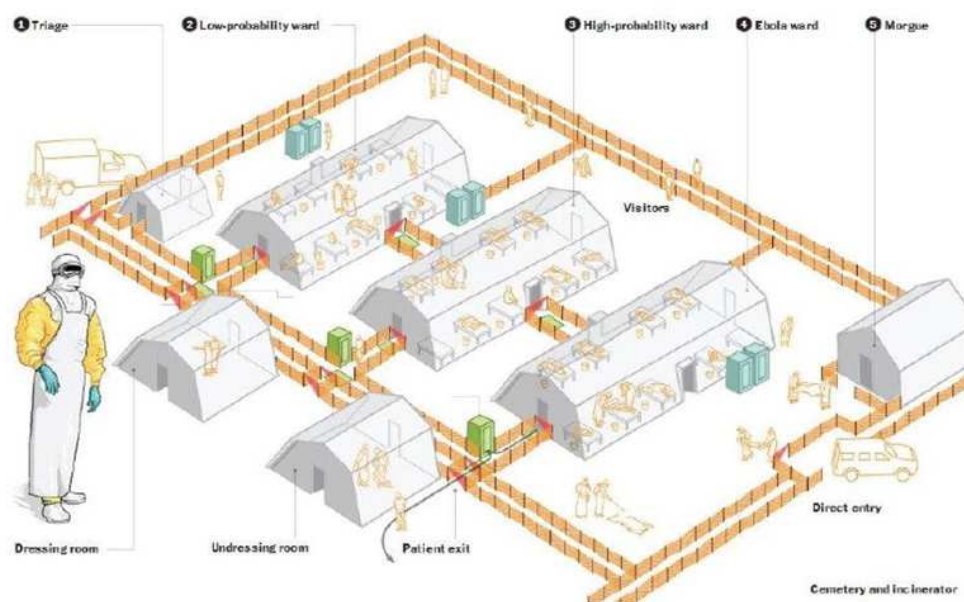 1 Triage
2 Low-probability ward
3 High-probability ward
4 Ebola ward
5 Morgue
Visitors
Dressing room
Undressing room
Patient exit
Direct entry
Cemetery and incinerator